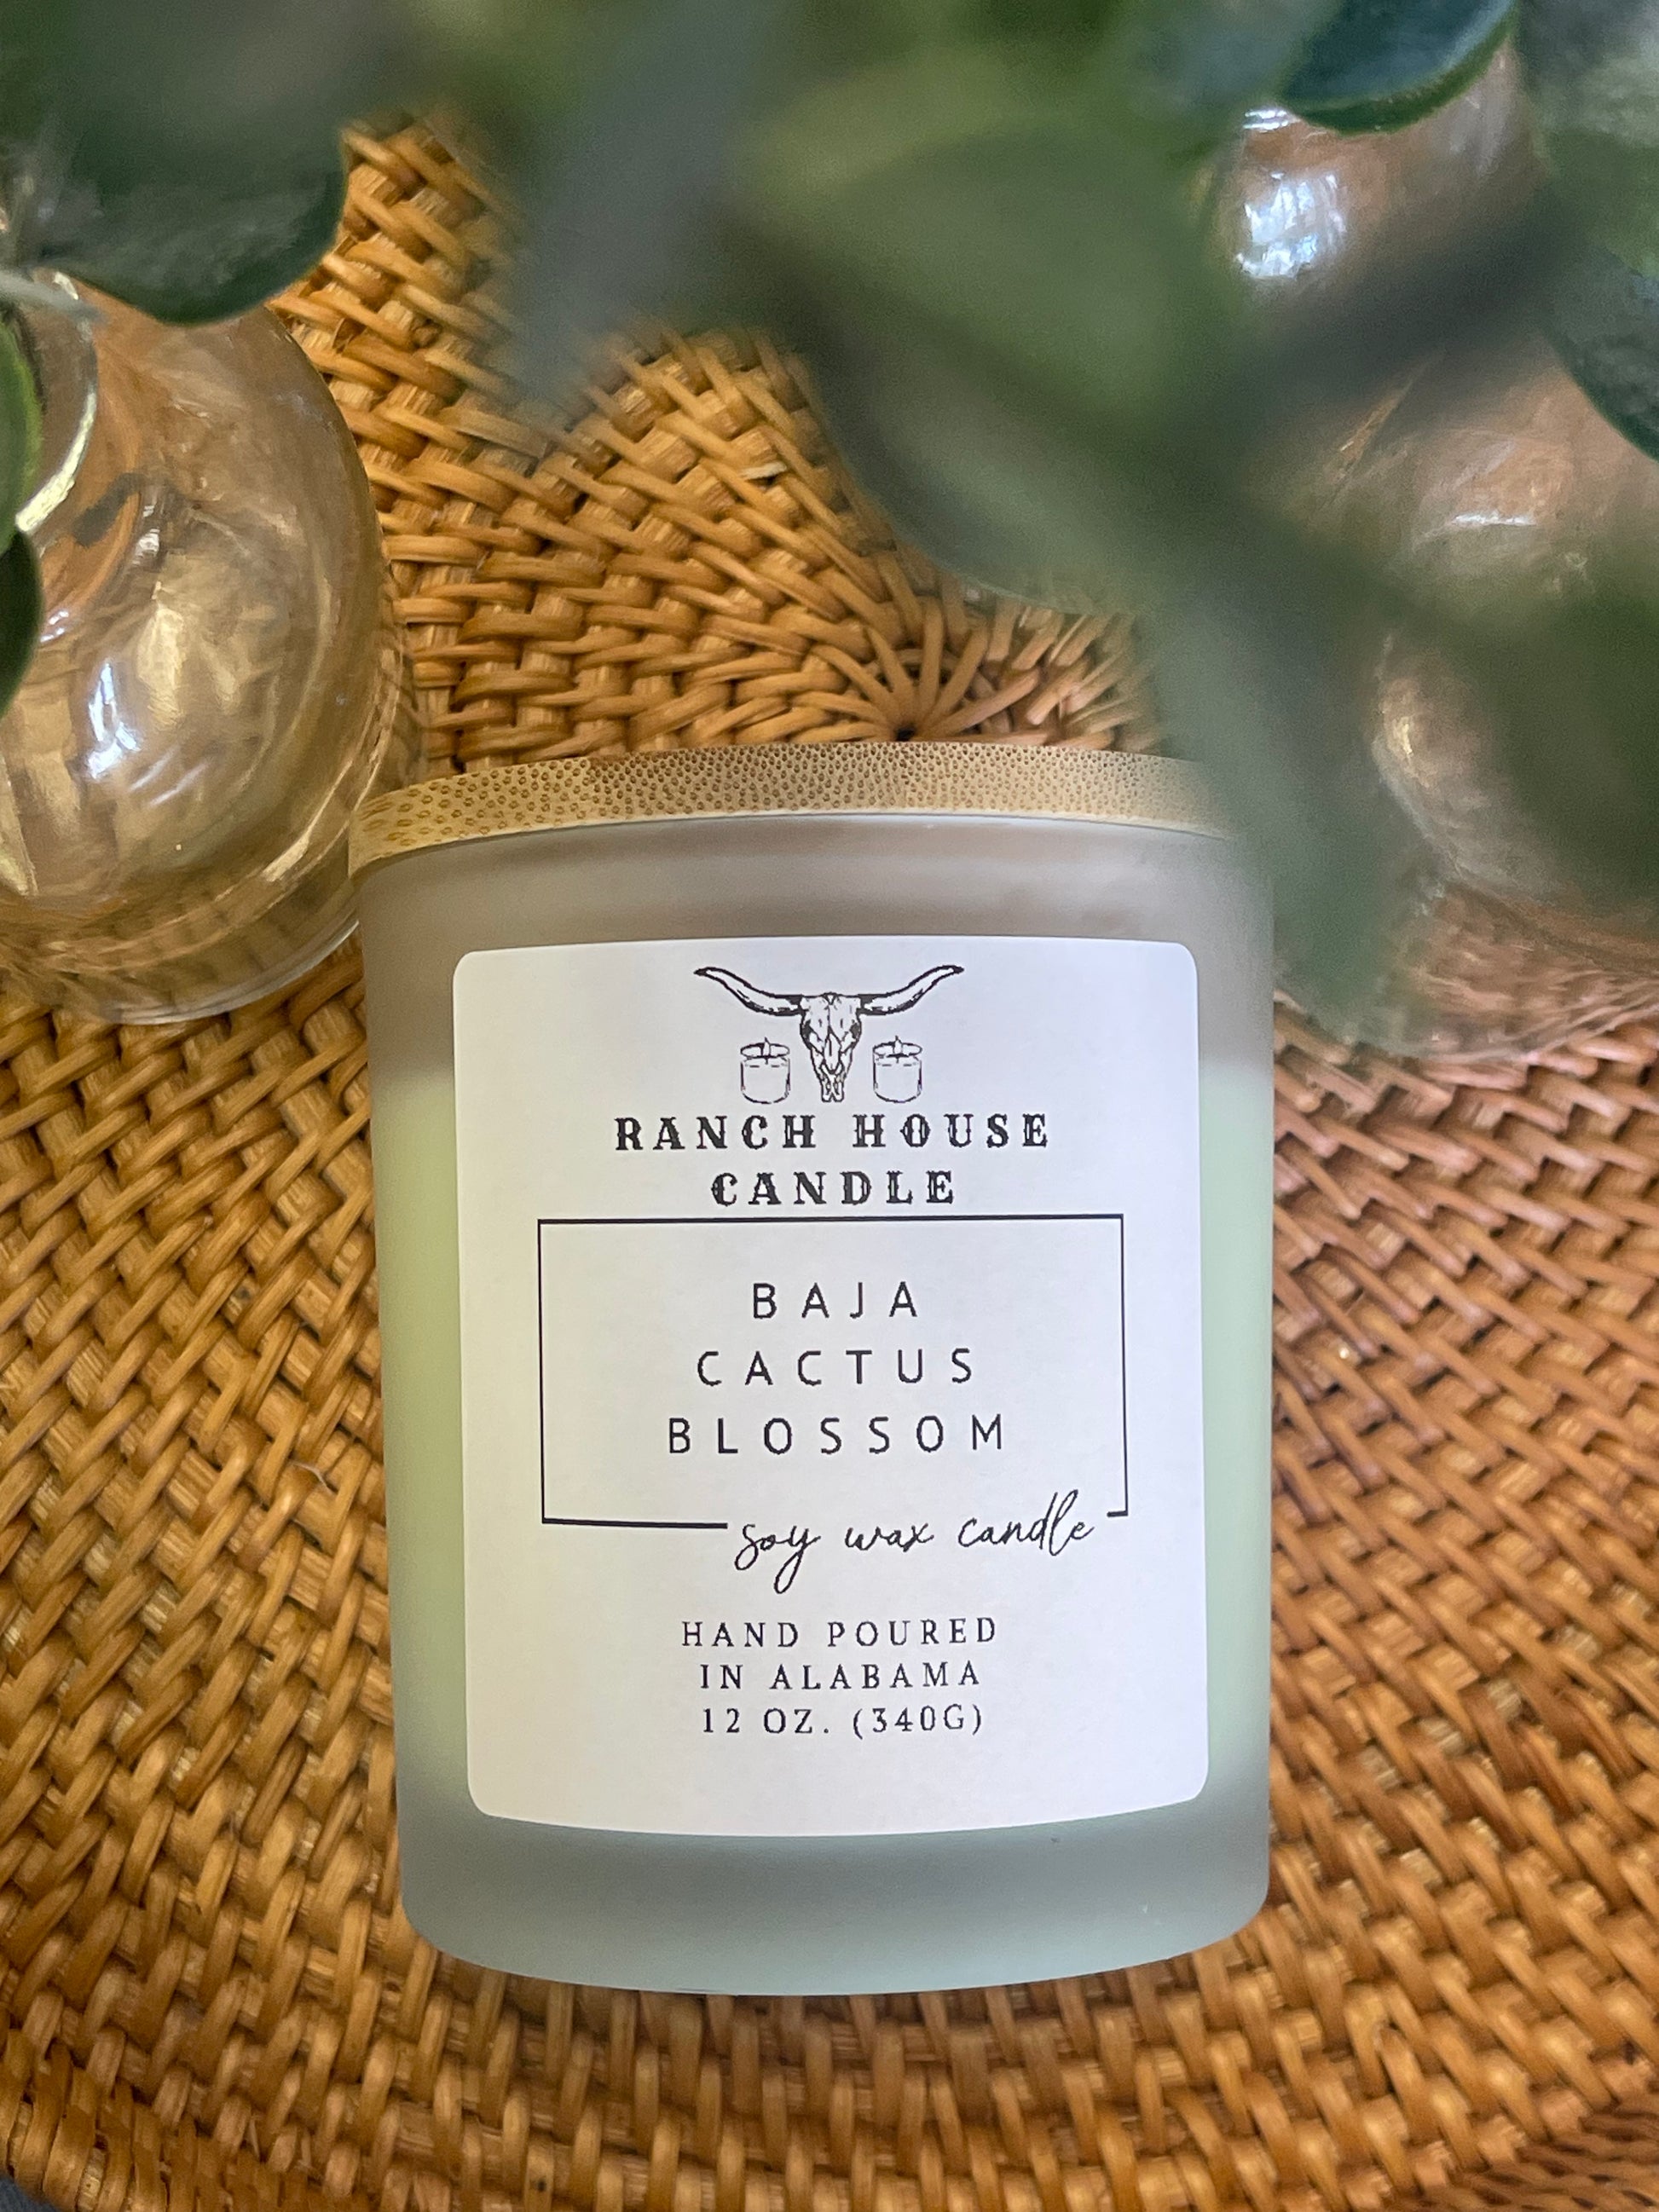 RANCH HOUSE
CANDLE
BAJA
CACTUS
BLOSSOM
soy wax candle
HAND POURED
IN ALABAMA
12 OZ. (340G)